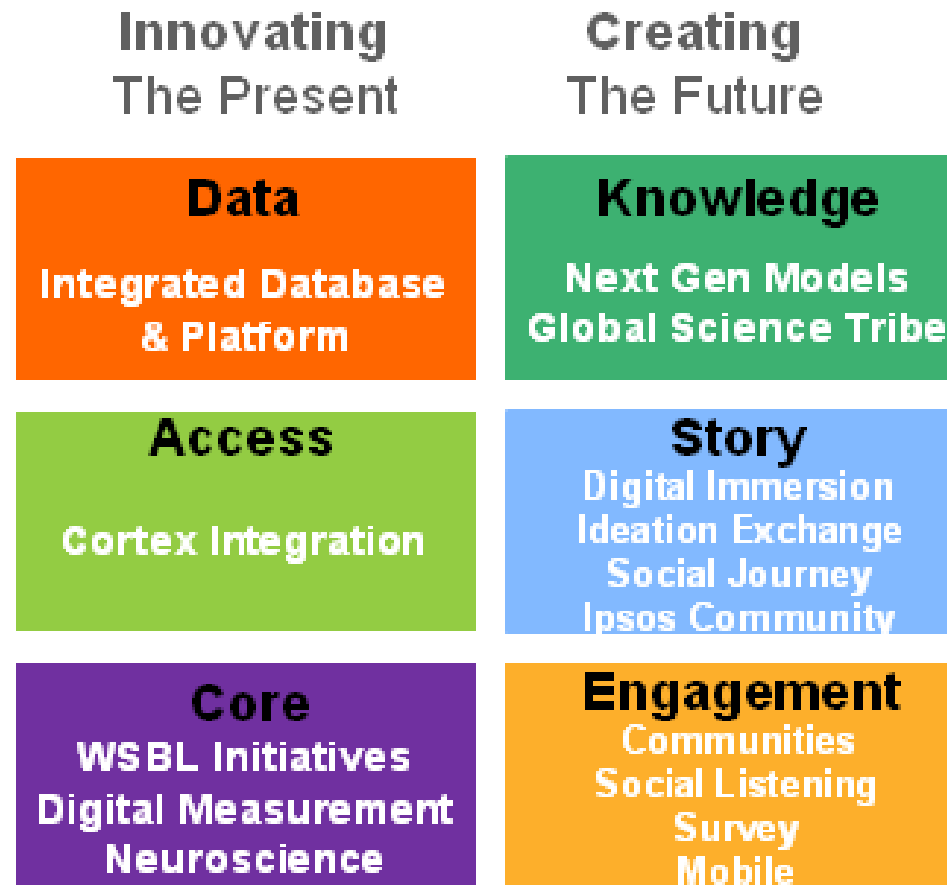 Innovating
The Present
Creating
The Future
Data
Integrated Database
& Platform
Knowledge
Next Gen Models
Global Science Tribe
Access
Cortex Integration
Story
Digital Immersion
Ideation Exchange
Social Journey
Ipsos Community
Core
WSBL Initiatives
Digital Measurement
Neuroscience
Engagement
Communities
Social Listening
Survey
Mobile